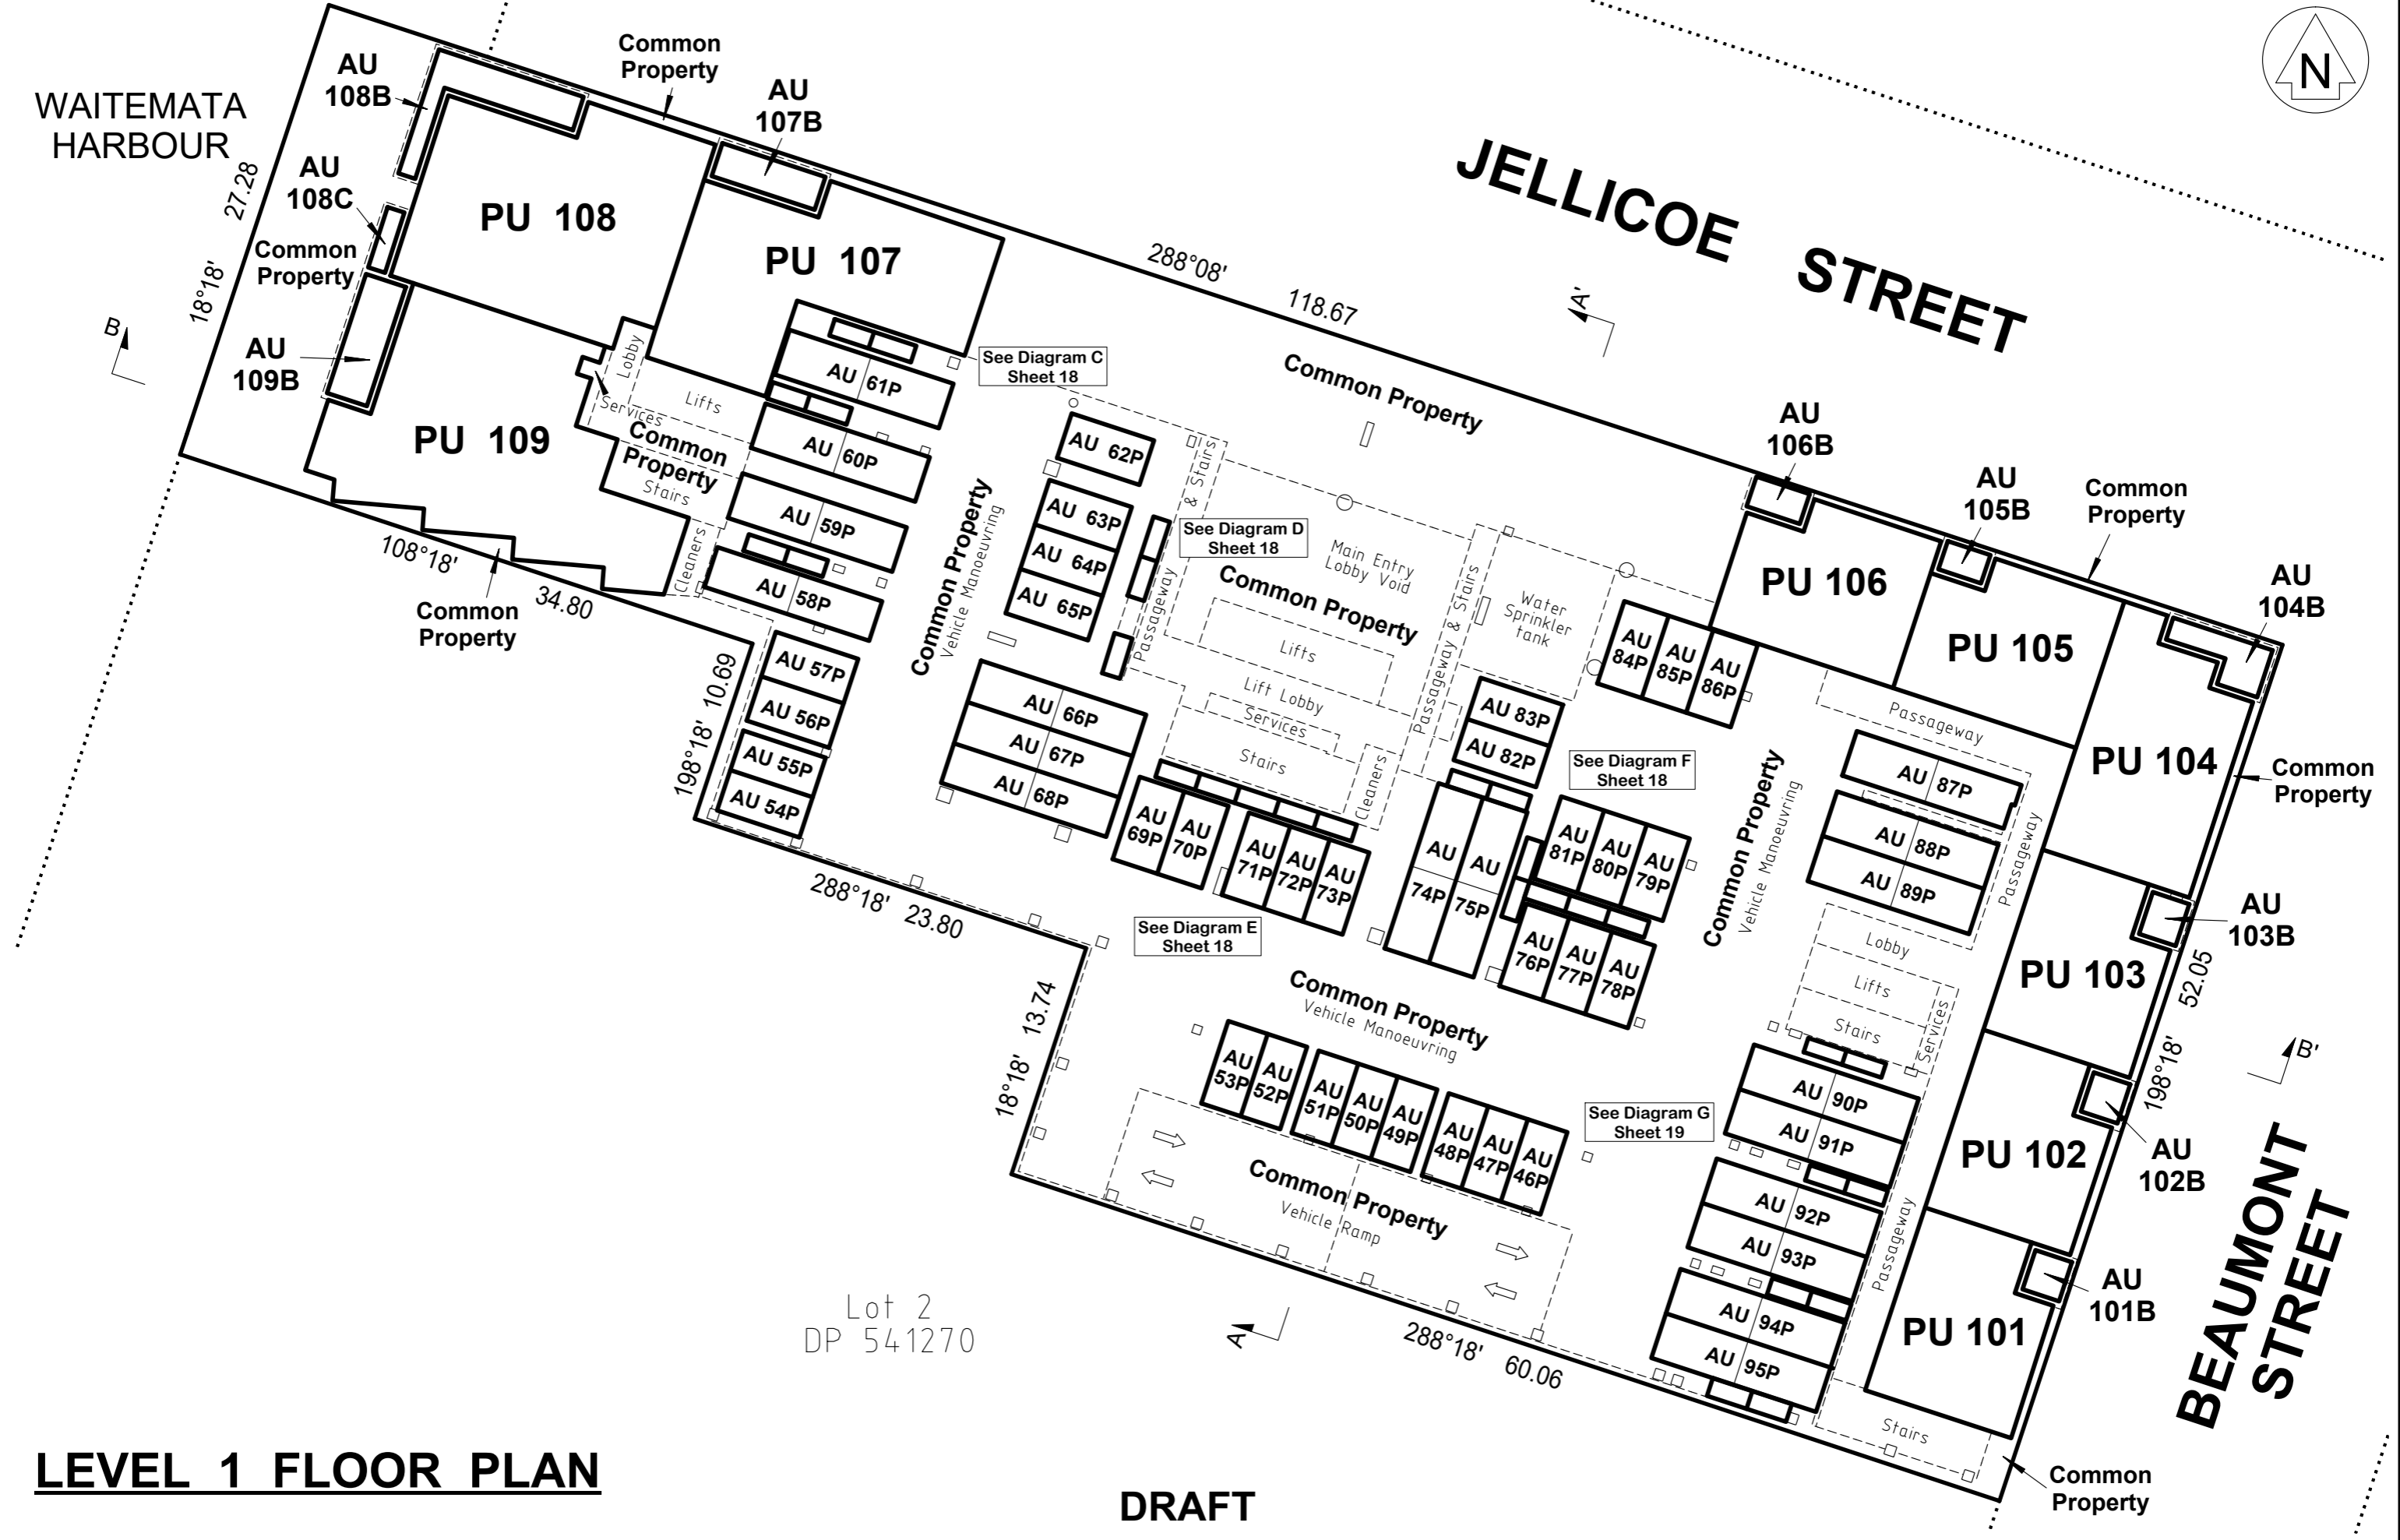 N
WAITEMATA
HARBOUR
AU
108B
Common
Property
AU
107B
JELLICOE STREET
AU
108C
27.28
18°18'
Common
Property
PU 108
PU 107
288°08'
118.67
A'
B
AU
109B
Lobby
Services
Lifts
AU 61P
See Diagram C
Sheet 18
Common Property
PU 109
Common
Property
Stairs
AU 60P
AU 62P
AU
106B
AU
105B
Common
Property
AU
104B
108°18'
34.80
Common
Property
Cleaners
AU 59P
AU 58P
Common Property
Vehicle Manoeuvring
AU 63P
AU 64P
AU 65P
Passageway & Stairs
See Diagram D
Sheet 18
Main Entry
Lobby Void
Common Property
Lifts
Lift Lobby
Services
Stairs
Passageway & Stairs
Water
Sprinkler
tank
Cleaners
PU 106
PU 105
PU 104
Common
Property
198°18' 10.69
AU 57P
AU 56P
AU 55P
AU 54P
AU 66P
AU 67P
AU 68P
AU
69P
AU
70P
AU
71P
AU
72P
AU
73P
AU
74P
AU
75P
AU 83P
AU 82P
AU
84P
AU
85P
AU
86P
See Diagram F
Sheet 18
AU
81P
AU
80P
AU
79P
AU
76P
AU
77P
AU
78P
Common Property
Vehicle Manoeuvring
Passageway
AU 87P
AU 88P
AU 89P
Passageway
288°18' 23.80
See Diagram E
Sheet 18
PU 103
AU
103B
52.05
198°18'
Lobby
Lifts
Stairs
Services
18°18' 13.74
Common Property
Vehicle Manoeuvring
AU
53P
AU
52P
AU
51P
AU
50P
AU
49P
AU
48P
AU
47P
AU
46P
See Diagram G
Sheet 19
AU 90P
AU 91P
AU 92P
AU 93P
AU 94P
AU 95P
Passageway
PU 102
AU
102B
B'
PU 101
AU
101B
BEAUMONT
STREET
Common Property
Vehicle Ramp
A
288°18' 60.06
Stairs
Common
Property
Lot 2
DP 541270
LEVEL 1 FLOOR PLAN
DRAFT